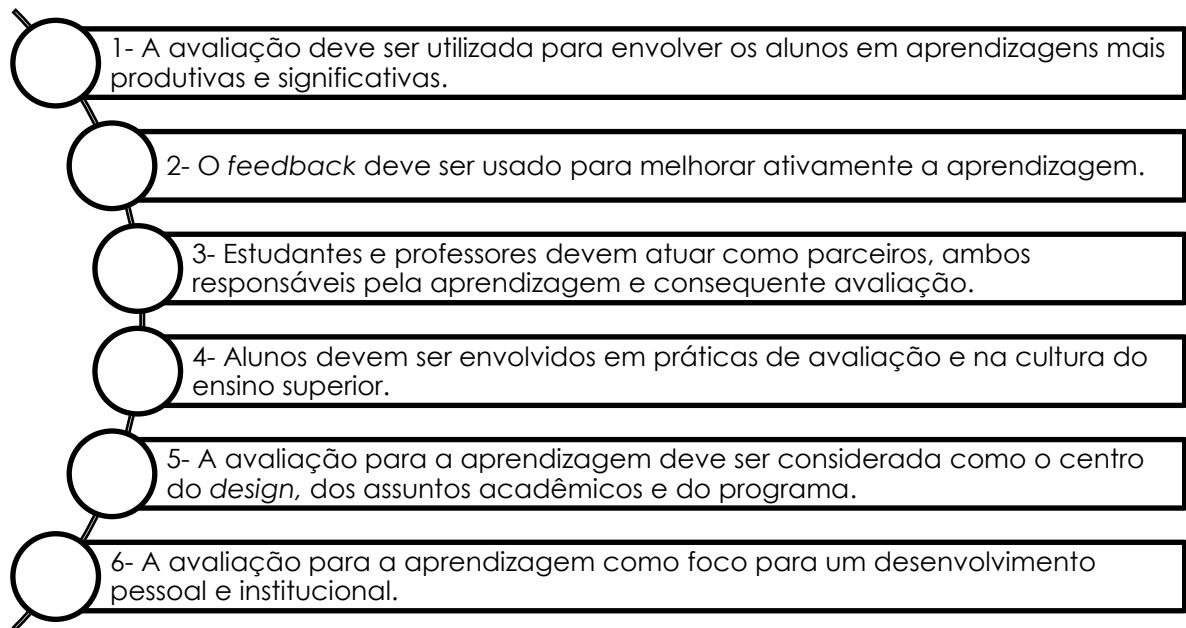 1- A avaliação deve ser utilizada para envolver os alunos em aprendizagens mais
produtivas e significativas.
2- O feedback deve ser usado para melhorar ativamente a aprendizagem.
3- Estudantes e professores devem atuar como parceiros, ambos
responsáveis pela aprendizagem e consequente avaliação.
4- Alunos devem ser envolvidos em práticas de avaliação e na cultura do
ensino superior.
5- A avaliação para a aprendizagem deve ser considerada como o centro
do design, dos assuntos acadêmicos e do programa.
6- A avaliação para a aprendizagem como foco para um desenvolvimento
pessoal e institucional.